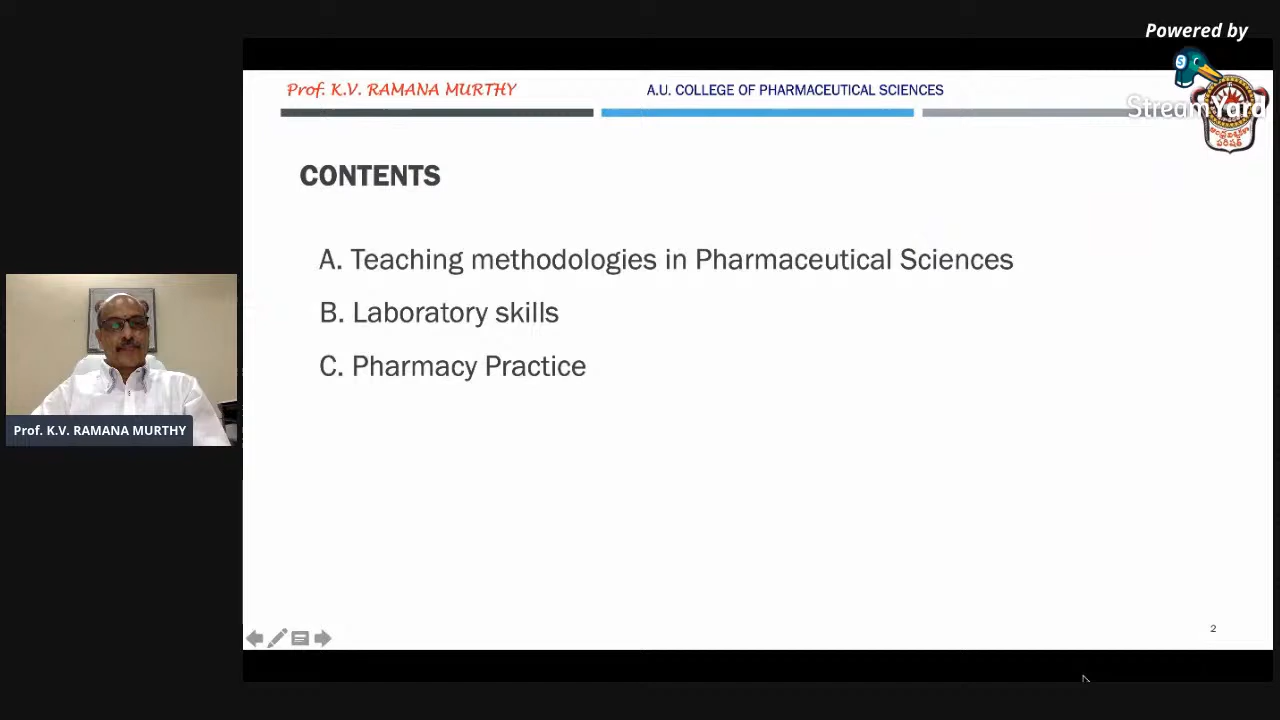 Powered by
StreamYard
Prof. K.V. RAMANA MURTHY
A.U. COLLEGE OF PHARMACEUTICAL SCIENCES
CONTENTS
A. Teaching methodologies in Pharmaceutical Sciences
B. Laboratory skills
C. Pharmacy Practice
Prof. K.V. RAMANA MURTHY
2